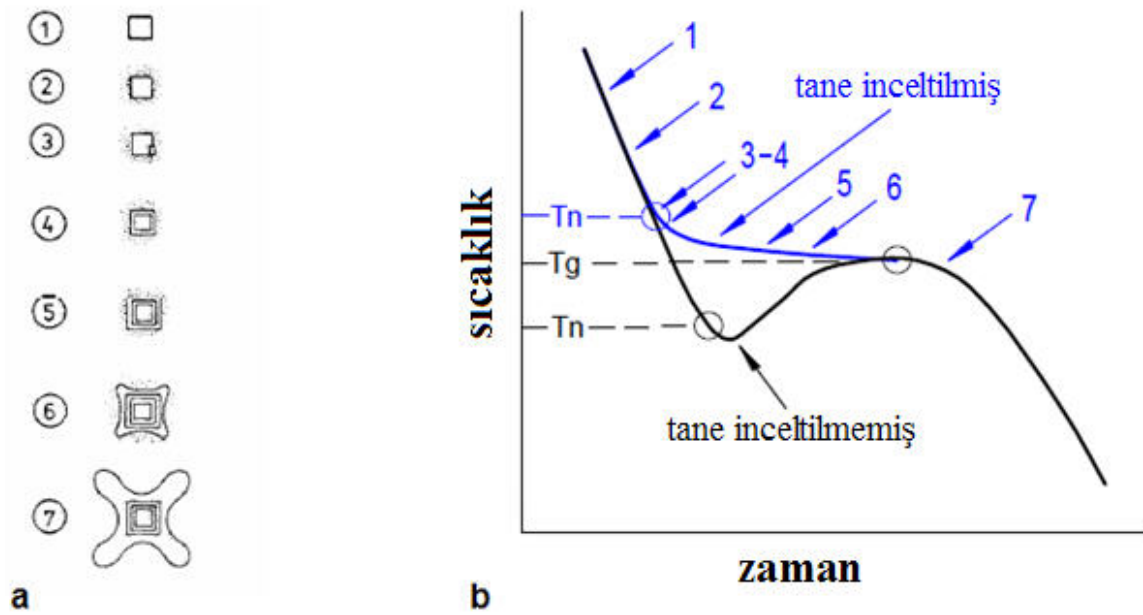 1
2
3
4
5
6
7
a
1
2
tane inceltilmiş
3-4
5
6
7
Tn
Tg
Tn
tane inceltilmemiş
sıcaklık
zaman
b